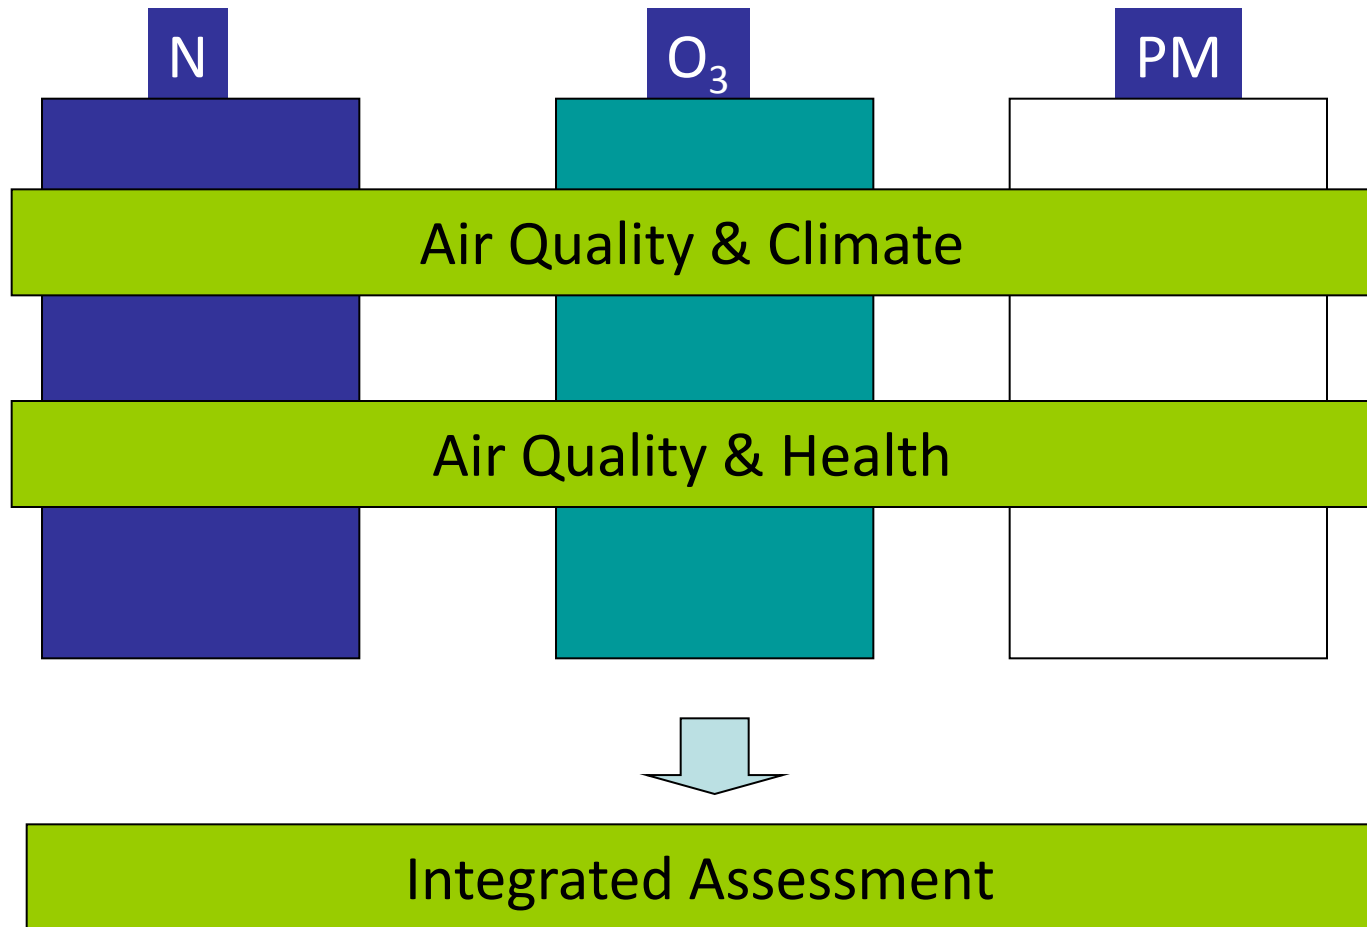 N
O₃
PM
Air Quality & Climate
Air Quality & Health
Integrated Assessment